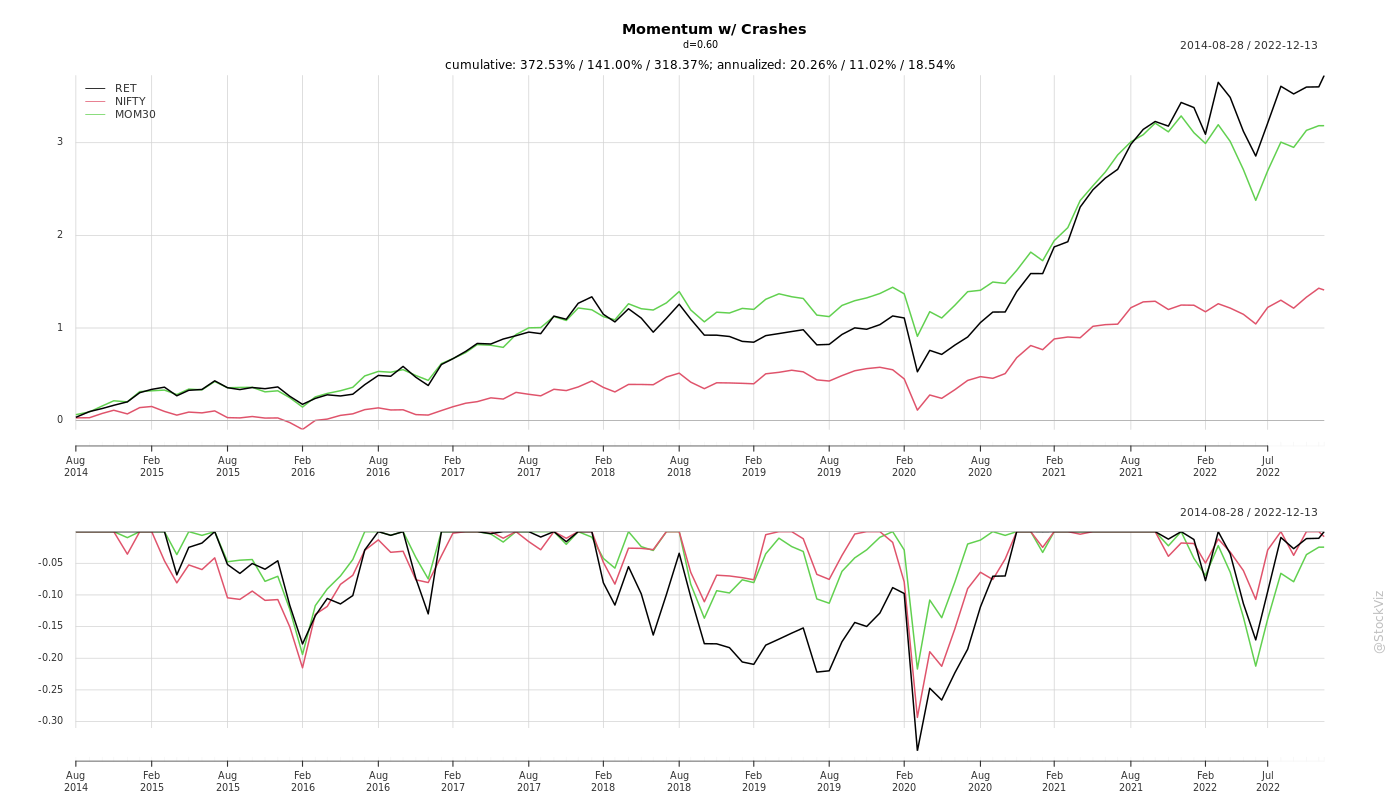 Momentum w/ Crashes
d=0.60
2014-08-28 / 2022-12-13
cumulative: 372.53% / 141.00% / 318.37%; annualized: 20.26% / 11.02% / 18.54%
RET
NIFTY
MOM30
3
2
1
0
Aug Feb Aug Feb Aug Feb Aug Feb Aug Feb Aug Feb Aug Feb Aug Feb Jul
2014 2015 2015 2016 2016 2017 2017 2018 2018 2019 2019 2020 2020 2021 2021 2022 2022
2014-08-28 / 2022-12-13
-0.05
-0.10
-0.15
-0.20
-0.25
-0.30
Aug Feb Aug Feb Aug Feb Aug Feb Aug Feb Aug Feb Aug Feb Aug Feb Jul
2014 2015 2015 2016 2016 2017 2017 2018 2018 2019 2019 2020 2020 2021 2021 2022 2022
@StockViz